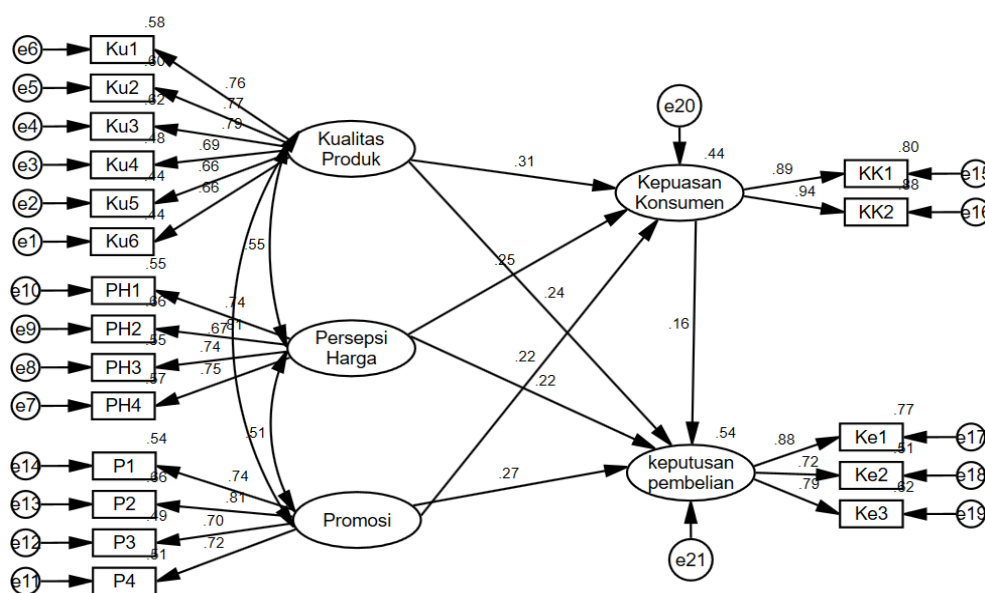 .58
e6 Ku1
.60
e5 Ku2
.62
e4 Ku3
.48
e3 Ku4
.44
e2 Ku5
.44
e1 Ku6
.76
.77
.79
.69
.66
.66
Kualitas
Produk
.55
e10 PH1
.66
e9 PH2
.55
e8 PH3
.57
e7 PH4
.74
.81
.67
.74
.75
Persepsi
Harga
.55
.51
.54
e14 P1
.66
e13 P2
.49
e12 P3
.51
e11 P4
.74
.81
.70
.72
Promosi
.31
.25
.24
.22
.22
.27
.16
e20
.44
Kepuasan
Konsumen
.89
.94
.80
KK1 e15
.88
KK2 e16
.54
keputusan
pembelian
e21
.88
.72
.79
.77
Ke1 e17
.51
Ke2 e18
.62
Ke3 e19